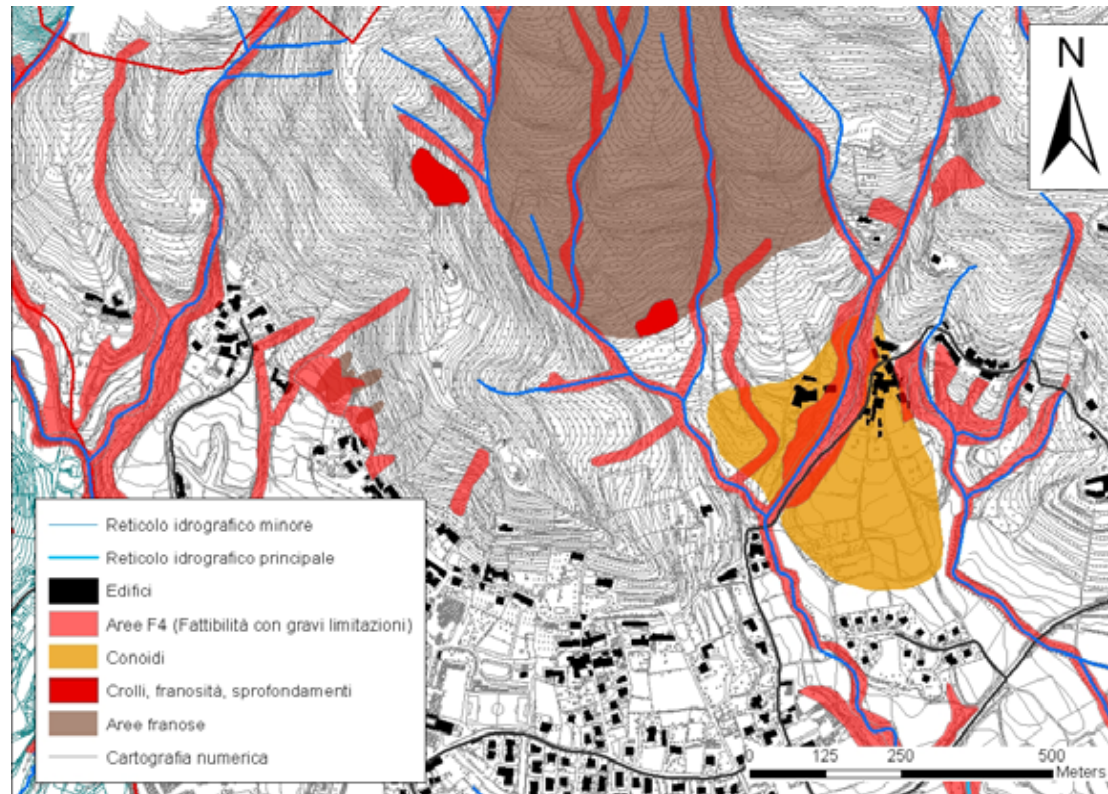 N
Reticolo idrografico minore
Reticolo idrografico principale
Edifici
Aree F4 (Fattibilità con gravi limitazioni)
Conoidi
Crolli, franosità, sprofondamenti
Aree franose
Cartografia numerica
0 125 250 500
Meters